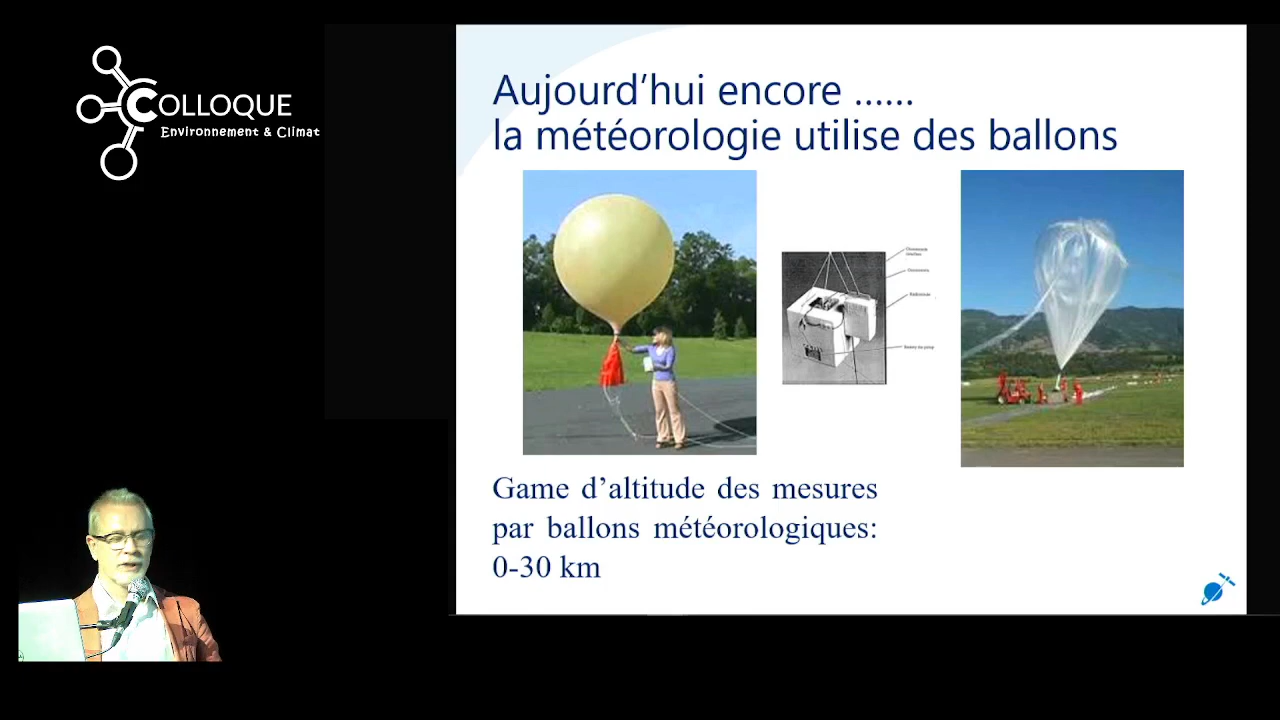 COLLOQUE
Environnement & Climat
Aujourd’hui encore ......
la météorologie utilise des ballons
Game d’altitude des mesures
par ballons météorologiques:
0-30 km